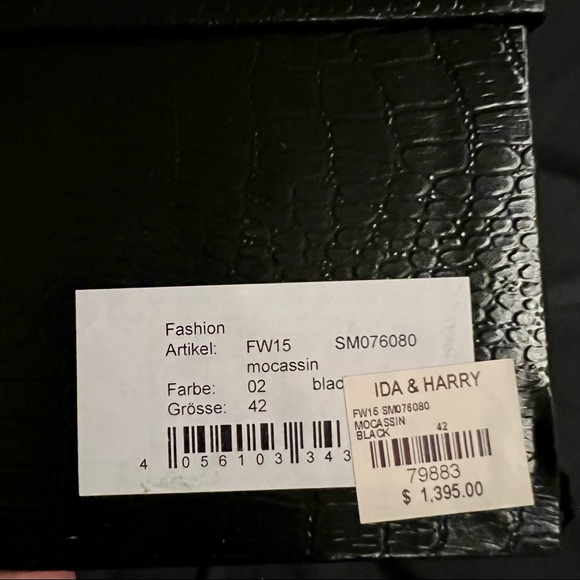 Fashion
Artikel: FW15 SM076080
mocassin
Farbe: 02 blac
Grösse: 42
4 056103 343
IDA & HARRY
FW15 SM076080
MOCASSIN
BLACK 42
79883
$ 1,395.00